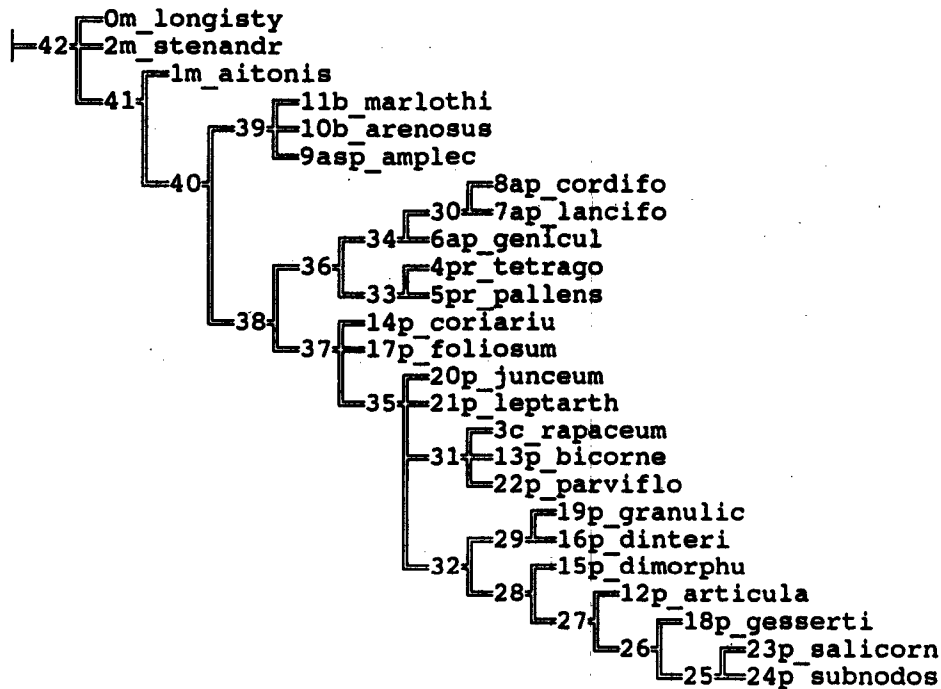 0m_longisty
42 2m_stenandr
1m_aitonis
41 11b_marlothi
39 10b_arenosus
9asp_amplec
40 8ap_cordifo
30 7ap_lancifo
34 6ap_genicul
36 4pr_tetrago
33 5pr_pallens
38 14p_coriariu
37 17p_foliosum
20p_junceum
35 21p_leptarth
3c_rapaceum
31 13p_bicorne
22p_parviflo
19p_granulic
29 16p_dinteri
32 15p_dimorphu
28 12p_articula
27 18p_gesserti
26 23p_salicorn
25 24p_subnodos